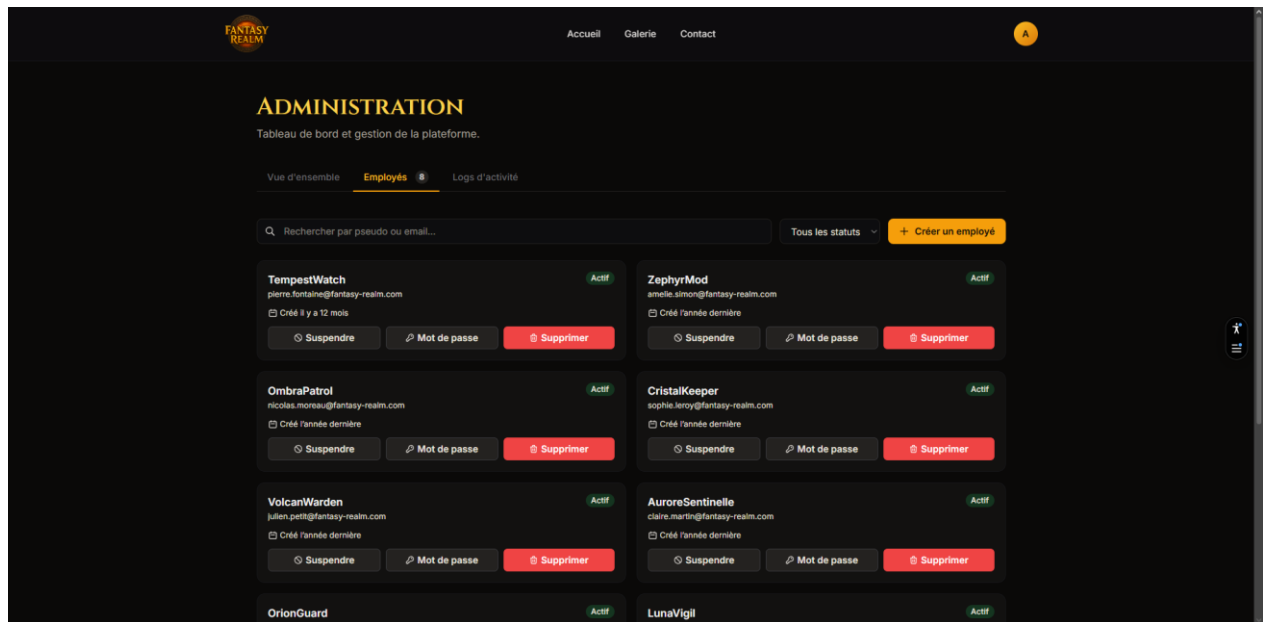 FANTASY
REALM
Accueil Galerie Contact
A
ADMINISTRATION
Tableau de bord et gestion de la plateforme.
Vue d'ensemble Employés 8 Logs d'activité
Rechercher par pseudo ou email...
Tous les statuts
+ Créer un employé
TempestWatch Actif
pierre.fontaine@fantasy-realm.com
Créé il y a 12 mois
Suspendre Mot de passe Supprimer
ZephyrMod Actif
amelie.simon@fantasy-realm.com
Créé l'année dernière
Suspendre Mot de passe Supprimer
OmbraPatrol Actif
nicolas.moreau@fantasy-realm.com
Créé l'année dernière
Suspendre Mot de passe Supprimer
CristalKeeper Actif
sophie.leroy@fantasy-realm.com
Créé l'année dernière
Suspendre Mot de passe Supprimer
VolcanWarden Actif
julien.petit@fantasy-realm.com
Créé l'année dernière
Suspendre Mot de passe Supprimer
AuroreSentinelle Actif
claire.martin@fantasy-realm.com
Créé l'année dernière
Suspendre Mot de passe Supprimer
OrionGuard Actif
LunaVigil Actif